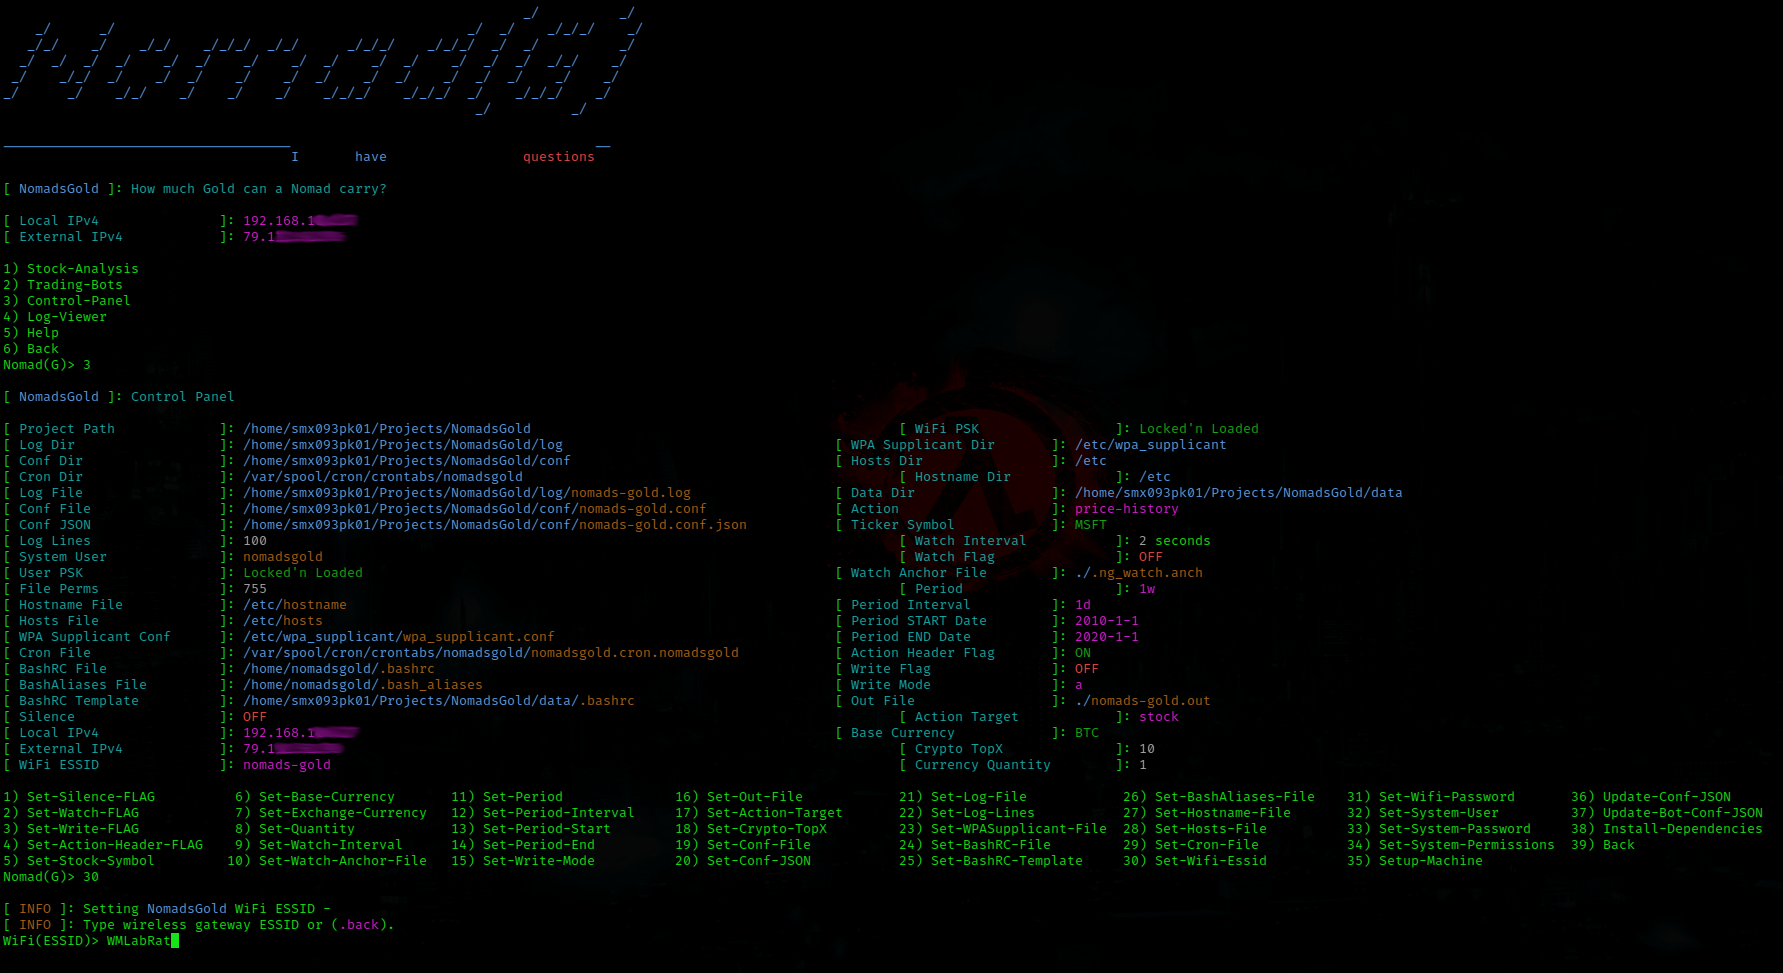 Nomad(G)
I have questions
[ NomadsGold ]: How much Gold can a Nomad carry?
[ Local IPv4 ]: 192.168.1
[ External IPv4 ]: 79.1
1) Stock-Analysis
2) Trading-Bots
3) Control-Panel
4) Log-Viewer
5) Help
6) Back
Nomad(G)> 3
[ NomadsGold ]: Control Panel
[ Project Path ]: /home/smx093pk01/Projects/NomadsGold [ WiFi PSK ]: Locked'n Loaded
[ Log Dir ]: /home/smx093pk01/Projects/NomadsGold/log [ WPA Supplicant Dir ]: /etc/wpa_supplicant
[ Conf Dir ]: /home/smx093pk01/Projects/NomadsGold/conf [ Hosts Dir ]: /etc
[ Cron Dir ]: /var/spool/cron/crontabs/nomadsgold [ Hostname Dir ]: /etc
[ Log File ]: /home/smx093pk01/Projects/NomadsGold/log/nomads-gold.log [ Data Dir ]: /home/smx093pk01/Projects/NomadsGold/data
[ Conf File ]: /home/smx093pk01/Projects/NomadsGold/conf/nomads-gold.conf [ Action ]: price-history
[ Conf JSON ]: /home/smx093pk01/Projects/NomadsGold/conf/nomads-gold.conf.json [ Ticker Symbol ]: MSFT
[ Log Lines ]: 100 [ Watch Interval ]: 2 seconds
[ System User ]: nomadsgold [ Watch Flag ]: OFF
[ User PSK ]: Locked'n Loaded [ Watch Anchor File ]: ./.ng_watch.anch
[ File Perms ]: 755 [ Period ]: 1w
[ Hostname File ]: /etc/hostname [ Period Interval ]: 1d
[ Hosts File ]: /etc/hosts [ Period START Date ]: 2010-1-1
[ WPA Supplicant Conf ]: /etc/wpa_supplicant/wpa_supplicant.conf [ Period END Date ]: 2020-1-1
[ Cron File ]: /var/spool/cron/crontabs/nomadsgold/nomadsgold.cron.nomadsgold [ Action Header Flag ]: ON
[ BashRC File ]: /home/nomadsgold/.bashrc [ Write Flag ]: OFF
[ BashAliases File ]: /home/nomadsgold/.bash_aliases [ Write Mode ]: a
[ BashRC Template ]: /home/smx093pk01/Projects/NomadsGold/data/.bashrc [ Out File ]: ./nomads-gold.out
[ Silence ]: OFF [ Action Target ]: stock
[ Local IPv4 ]: 192.168.1 [ Base Currency ]: BTC
[ External IPv4 ]: 79.1 [ Crypto TopX ]: 10
[ WiFi ESSID ]: nomads-gold [ Currency Quantity ]: 1
1) Set-Silence-FLAG 6) Set-Base-Currency 11) Set-Period 16) Set-Out-File 21) Set-Log-File 26) Set-BashAliases-File 31) Set-Wifi-Password 36) Update-Conf-JSON
2) Set-Watch-FLAG 7) Set-Exchange-Currency 12) Set-Period-Interval 17) Set-Action-Target 22) Set-Log-Lines 27) Set-Hostname-File 32) Set-System-User 37) Update-Bot-Conf-JSON
3) Set-Write-FLAG 8) Set-Quantity 13) Set-Period-Start 18) Set-Crypto-TopX 23) Set-WPASupplicant-File 28) Set-Hosts-File 33) Set-System-Password 38) Install-Dependencies
4) Set-Action-Header-FLAG 9) Set-Watch-Interval 14) Set-Period-End 19) Set-Conf-File 24) Set-BashRC-File 29) Set-Cron-File 34) Set-System-Permissions 39) Back
5) Set-Stock-Symbol 10) Set-Watch-Anchor-File 15) Set-Write-Mode 20) Set-Conf-JSON 25) Set-BashRC-Template 30) Set-Wifi-Essid 35) Setup-Machine
Nomad(G)> 30
[ INFO ]: Setting NomadsGold WiFi ESSID -
[ INFO ]: Type wireless gateway ESSID or (.back).
WiFi(ESSID)> WMLabRat